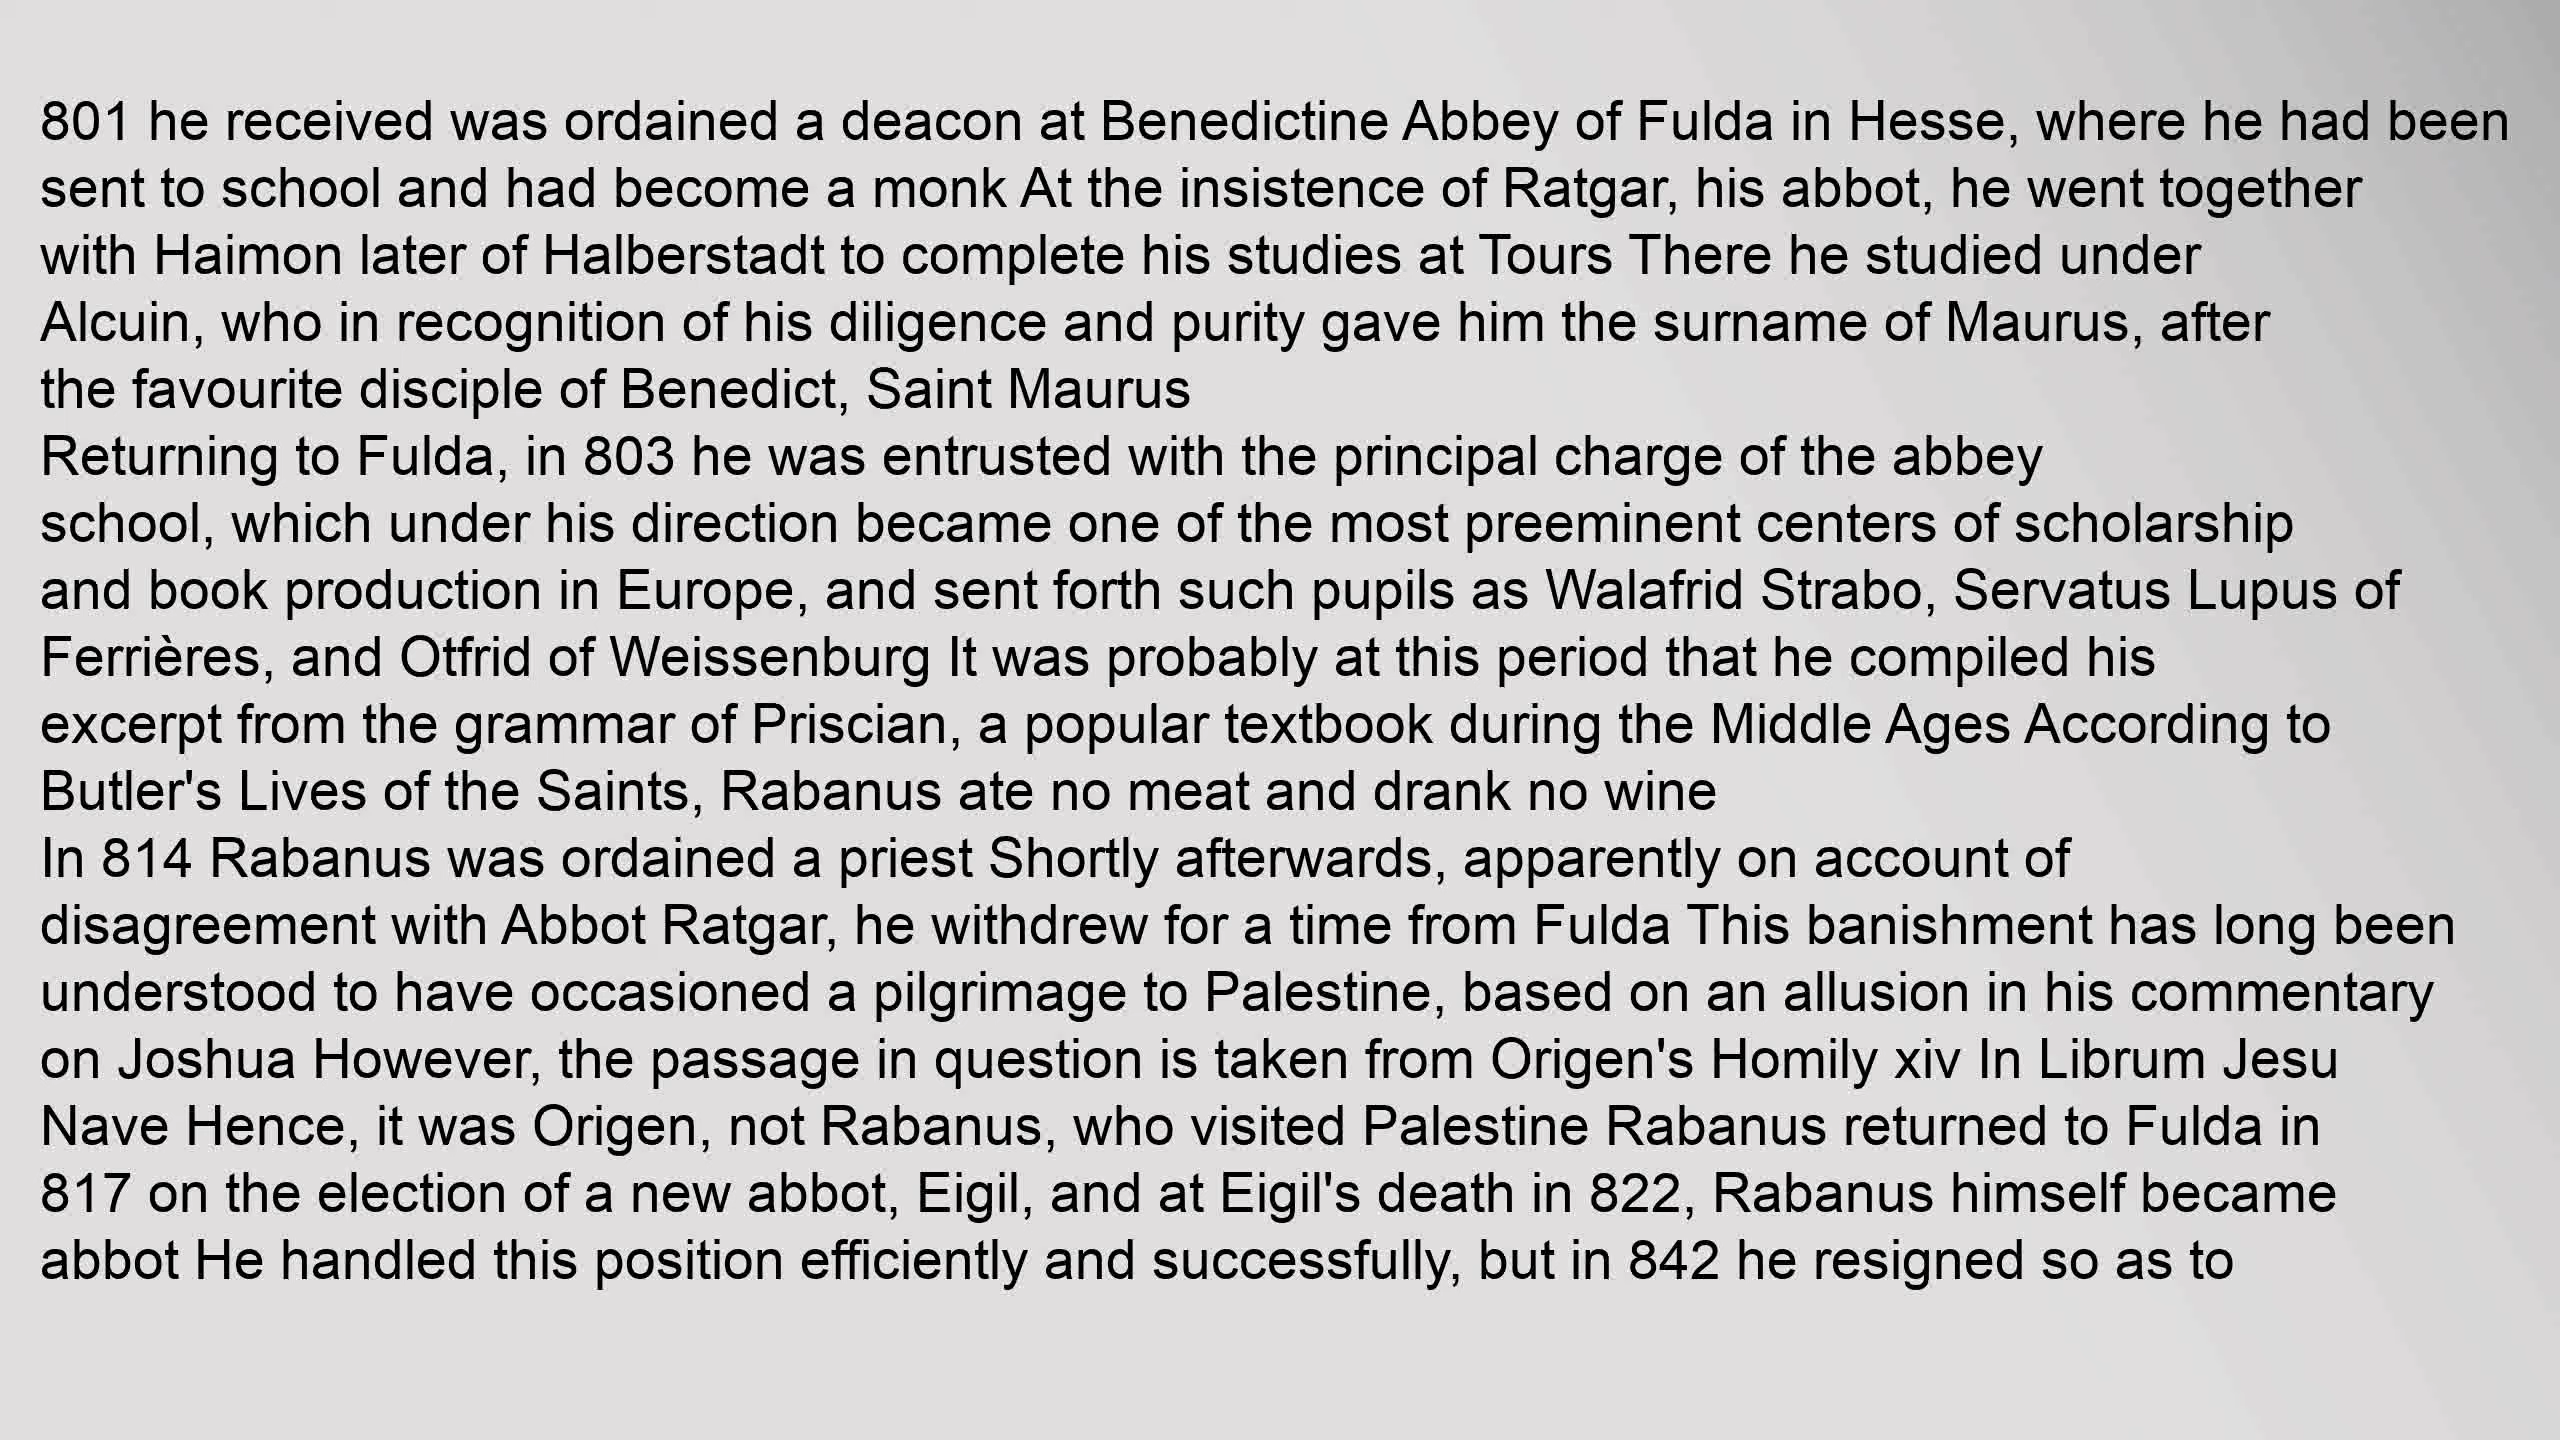 801 he received was ordained a deacon at Benedictine Abbey of Fulda in Hesse, where he had been
sent to school and had become a monk At the insistence of Ratgar, his abbot, he went together
with Haimon later of Halberstadt to complete his studies at Tours There he studied under
Alcuin, who in recognition of his diligence and purity gave him the surname of Maurus, after
the favourite disciple of Benedict, Saint Maurus
Returning to Fulda, in 803 he was entrusted with the principal charge of the abbey
school, which under his direction became one of the most preeminent centers of scholarship
and book production in Europe, and sent forth such pupils as Walafrid Strabo, Servatus Lupus of
Ferrières, and Otfrid of Weissenburg It was probably at this period that he compiled his
excerpt from the grammar of Priscian, a popular textbook during the Middle Ages According to
Butler's Lives of the Saints, Rabanus ate no meat and drank no wine
In 814 Rabanus was ordained a priest Shortly afterwards, apparently on account of
disagreement with Abbot Ratgar, he withdrew for a time from Fulda This banishment has long been
understood to have occasioned a pilgrimage to Palestine, based on an allusion in his commentary
on Joshua However, the passage in question is taken from Origen's Homily xiv In Librum Jesu
Nave Hence, it was Origen, not Rabanus, who visited Palestine Rabanus returned to Fulda in
817 on the election of a new abbot, Eigil, and at Eigil's death in 822, Rabanus himself became
abbot He handled this position efficiently and successfully, but in 842 he resigned so as to